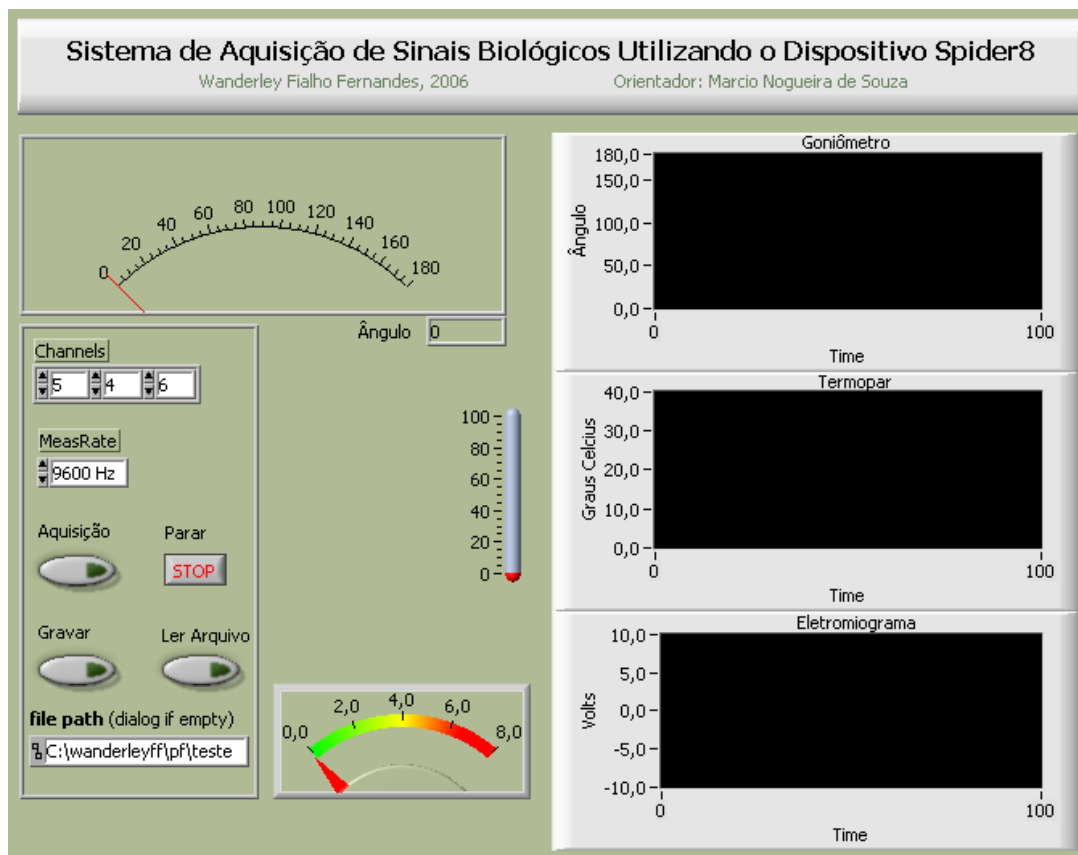 Sistema de Aquisição de Sinais Biológicos Utilizando o Dispositivo Spider8
Wanderley Fialho Fernandes, 2006 Orientador: Marcio Nogueira de Souza
0 20 40 60 80 100 120 140 160 180
Ângulo 0
Channels
5 4 6
MeasRate
9600 Hz
Aquisição Parar
STOP
Gravar Ler Arquivo
file path (dialog if empty)
C:\wanderleyff\pf\teste
100
80
60
40
20
0
0,0 2,0 4,0 6,0 8,0
Goniômetro
180,0
150,0
100,0
50,0
0,0
Ângulo
0 100
Time
Termopar
40,0
30,0
20,0
10,0
0,0
Graus Celcius
0 100
Time
Eletromiograma
10,0
5,0
0,0
-5,0
-10,0
Volts
0 100
Time